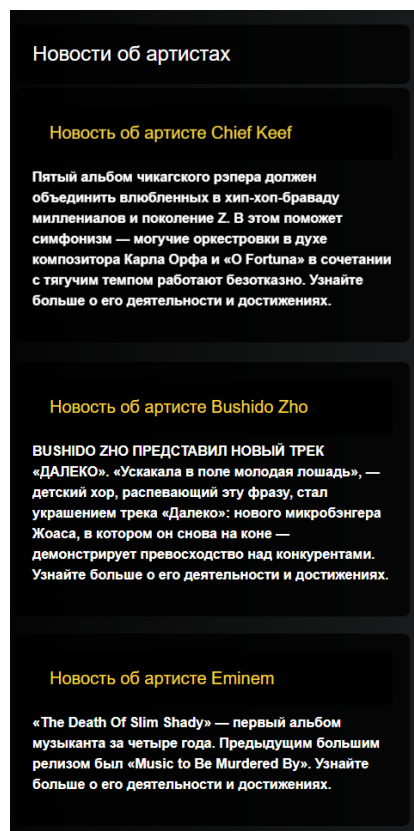 Новости об артистах
Новость об артисте Chief Keef
Пятый альбом чикагского рэпера должен
объединить влюбленных в хип-хоп-браваду
миллениалов и поколение Z. В этом поможет
симфонизм — могучие оркестровки в духе
композитора Карла Орфа и «O Fortuna» в сочетании
с тягучим темпом работают безотказно. Узнайте
больше о его деятельности и достижениях.
Новость об артисте Bushido Zho
BUSHIDO ZHO ПРЕДСТАВИЛ НОВЫЙ ТРЕК
«ДАЛЕКО». «Ускакала в поле молодая лошадь», —
детский хор, распевающий эту фразу, стал
украшением трека «Далеко»: нового микробэнгера
Жоаса, в котором он снова на коне —
демонстрирует превосходство над конкурентами.
Узнайте больше о его деятельности и достижениях.
Новость об артисте Eminem
«The Death Of Slim Shady» — первый альбом
музыканта за четыре года. Предыдущим большим
релизом был «Music to Be Murdered By». Узнайте
больше о его деятельности и достижениях.